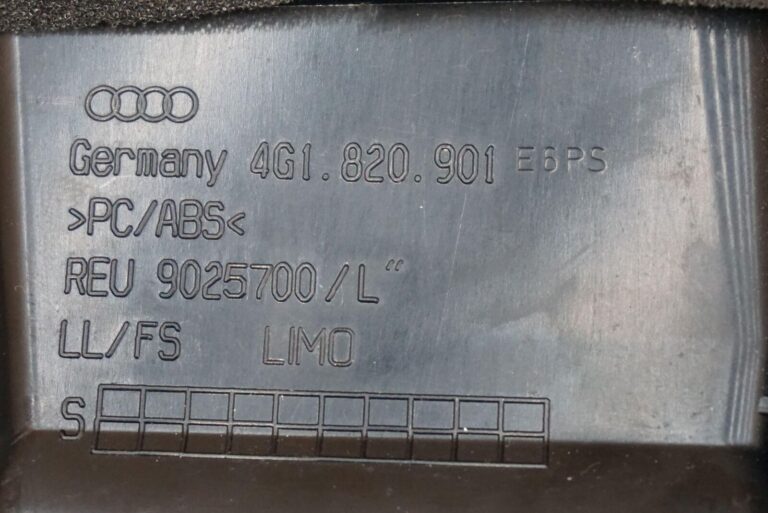 Germany 4G1.820.901 E6PS
>PC/ABS<
REU 9025700/L"
LL/FS LIMO
S